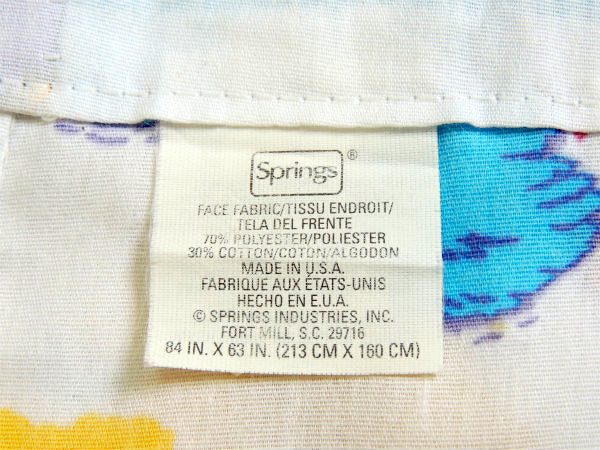 Springs®
FACE FABRIC/TISSU ENDROIT/
TELA DEL FRENTE
70% POLYESTER/POLIESTER
30% COTTON/COTON/ALGODON
MADE IN U.S.A.
FABRIQUE AUX ÉTATS-UNIS
HECHO EN E.U.A.
© SPRINGS INDUSTRIES, INC.
FORT MILL, S.C. 29716
84 IN. X 63 IN. (213 CM X 160 CM)